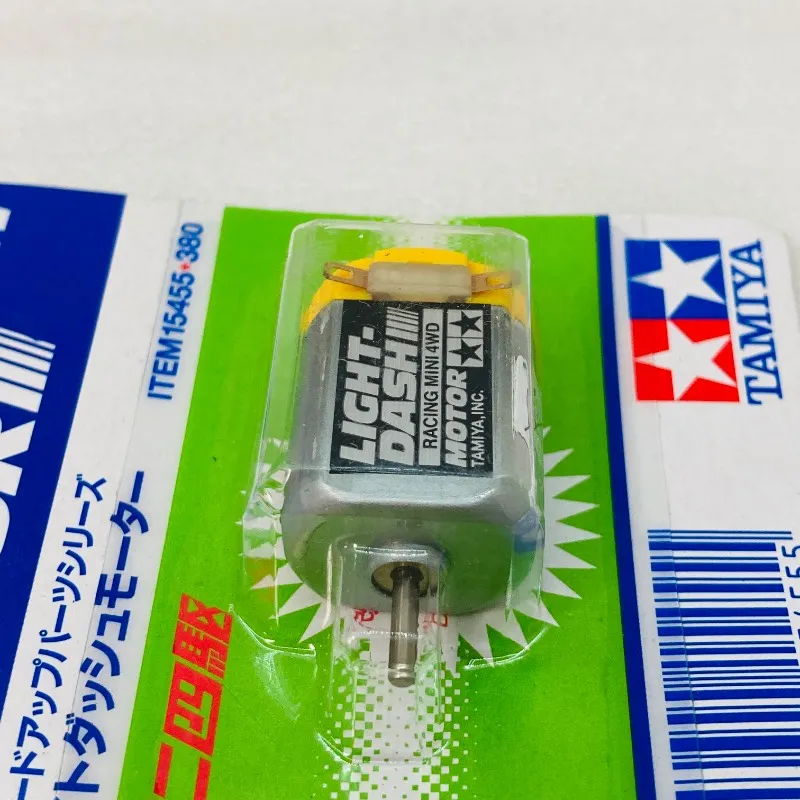 ITEM15455★380
ードアップパーツシリーズ
トダッシュモーター
LIGHT-
DASH
RACING MINI 4WD
MOTOR
TAMIYA, INC.
TAMIYA
二四駆